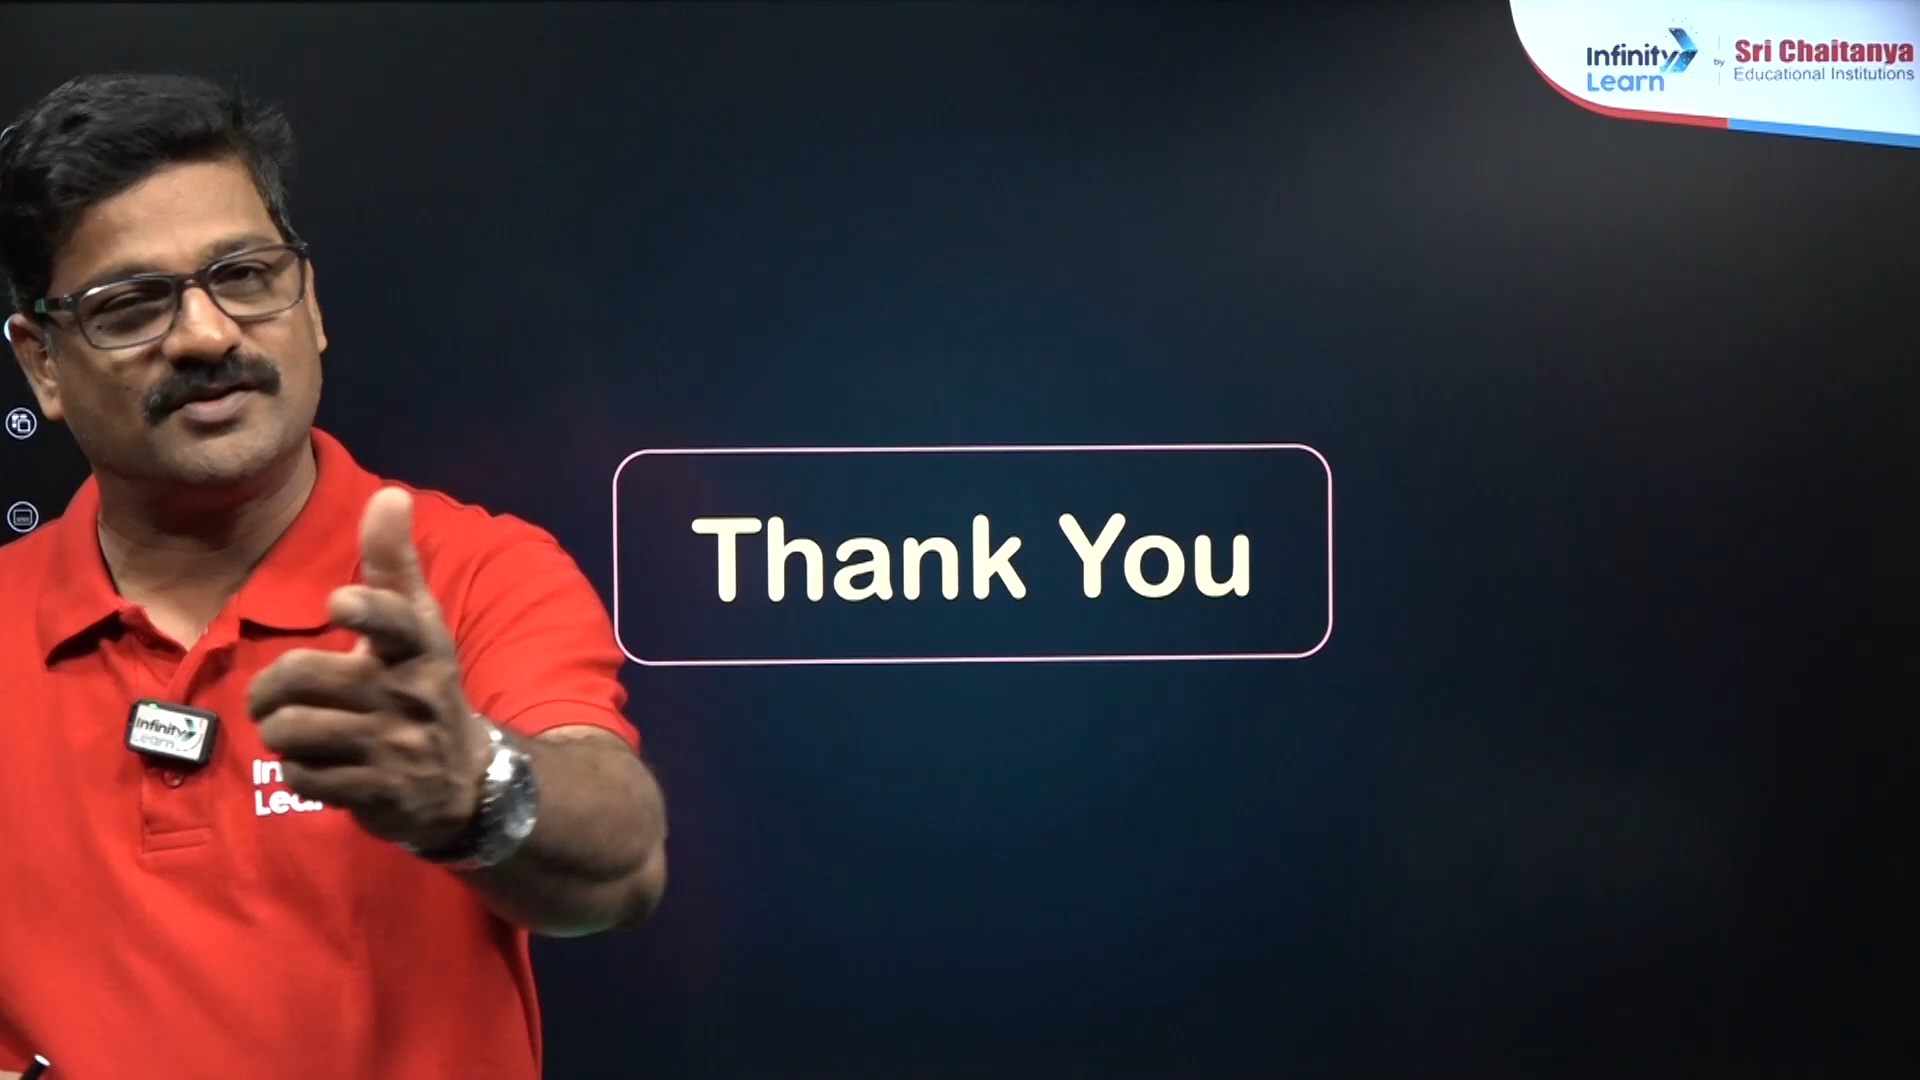 Infinity
Learn
by
Sri Chaitanya
Educational Institutions
Thank You
Infinity
Learn